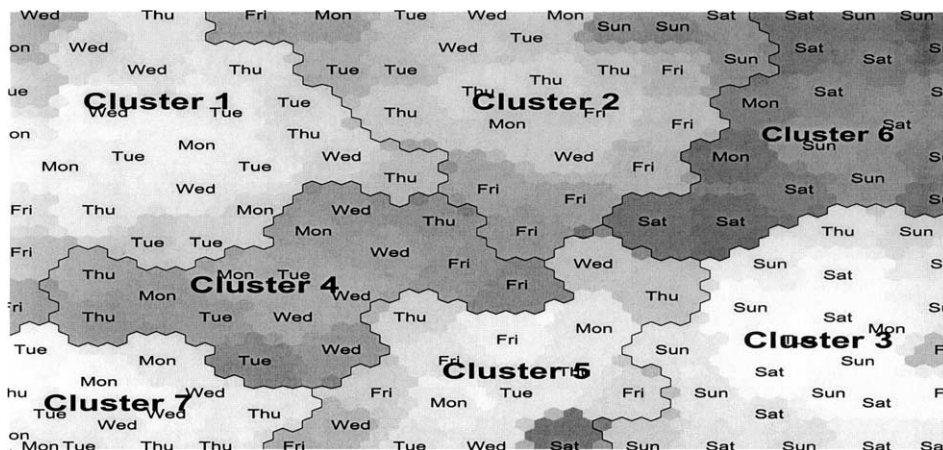 Wed Thu Fri Mon Tue Wed Mon Sat Sun Sun
Wed Wed Tue Sun Sun Sun Sat
Wed Thu Tue Tue Thu Thu Fri
Cluster 1 Tue Cluster 2 Mon Sat
Wed Tue Thu Mon Fri Fri Sat
Thu Cluster 6
Mon Tue Mon Wed Wed Fri Mon Sun
Tue Thu Sun
Fri Thu Wed Mon Wed Fri Fri Sat
Mon Thu Fri Sat Sat Tue Thu
Fri Tue Tue Wed Fri Wed Sun
Thu Mon Tue Fri Sat
Cluster 4
Mon Wed Thu Sun
Thu Tue Wed Thu Mon Sat Mon
Tue Wed Fri Cluster 3
Mon Tue Fri Sun Sun
Mon Cluster 5 Sat
Wed Fri Tue Fri Sun Sun
Cluster 7 Thu Mon
Tue Wed Wed Sat Sat
Mon Tue Thu Thu Fri Tue Wed Sat Sun Sat Sun Sat